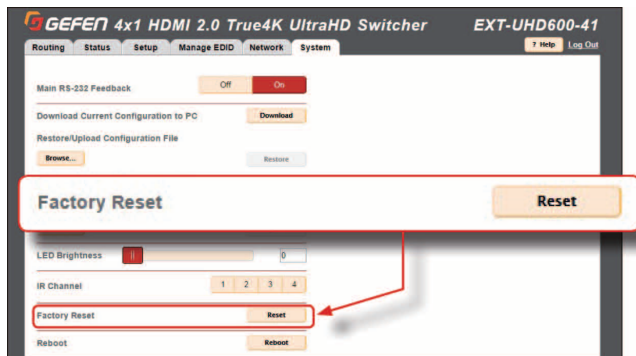 GEFEN 4x1 HDMI 2.0 True4K UltraHD Switcher EXT-UHD600-41
Routing Status Setup Manage EDID Network System ? Help Log Out
Main RS-232 Feedback Off On
Download Current Configuration to PC Download
Restore/Upload Configuration File
Browse... Restore
Factory Reset Reset
LED Brightness 0
IR Channel 1 2 3 4
Factory Reset Reset
Reboot Reboot